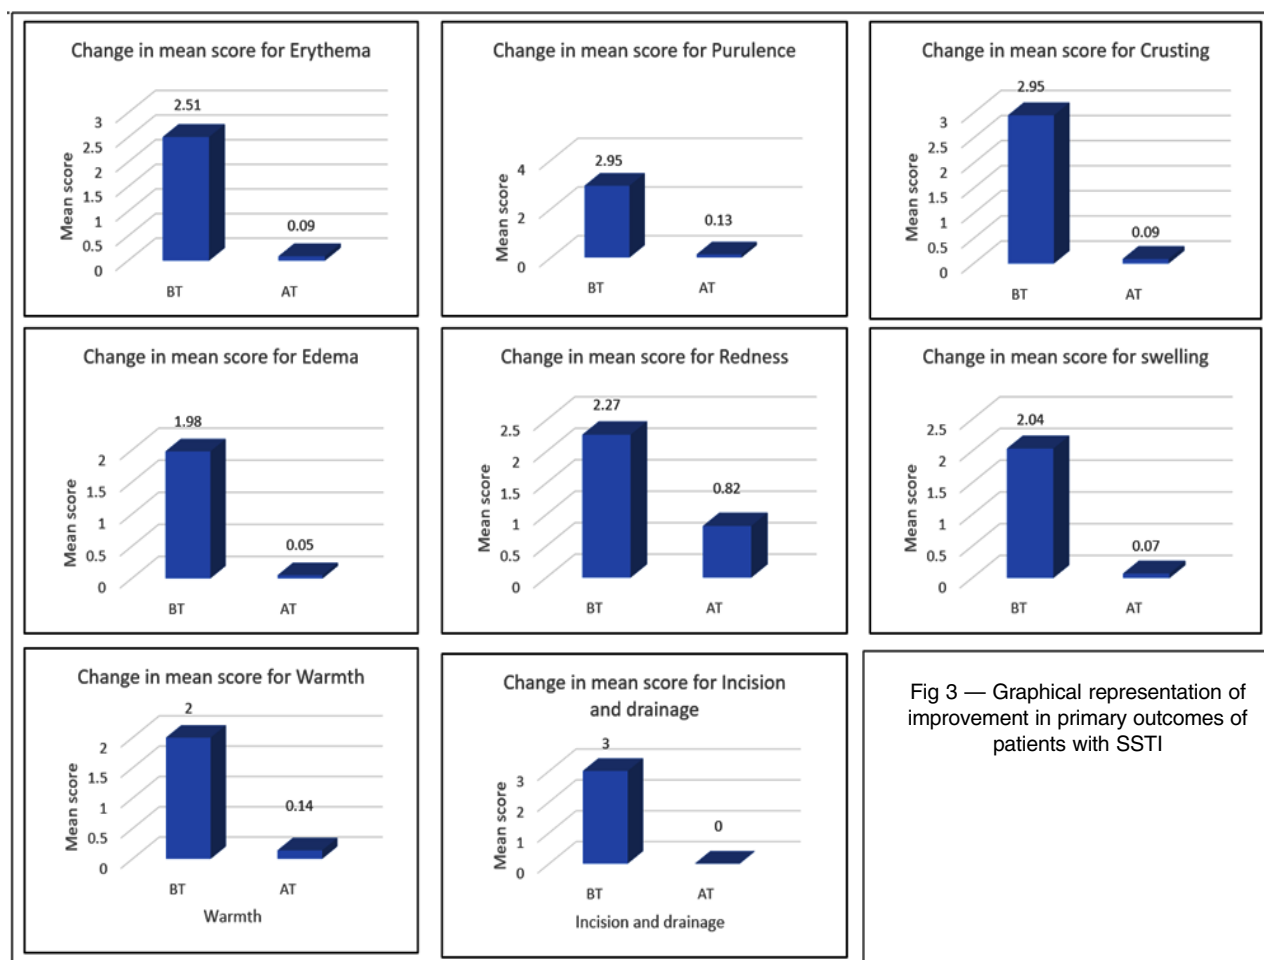 Change in mean score for Erythema
2.51
3
2.5
2
1.5
1
0.5
0
Mean score
0.09
BT
AT
Change in mean score for Purulence
2.95
4
2
0
Mean score
0.13
BT
AT
Change in mean score for Crusting
2.95
3
2.5
2
1.5
1
0.5
0
Mean score
0.09
BT
AT
Change in mean score for Edema
1.98
2
1.5
1
0.5
0
Mean score
0.05
BT
AT
Change in mean score for Redness
2.27
2.5
2
1.5
1
0.5
0
Mean score
0.82
BT
AT
Change in mean score for swelling
2.04
2.5
2
1.5
1
0.5
0
Mean score
0.07
BT
AT
Change in mean score for Warmth
2
2
1.5
1
0.5
0
Mean score
0.14
BT
AT
Warmth
Change in mean score for Incision
and drainage
3
3
2
1
0
Mean score
0
BT
AT
Incision and drainage
Fig 3 — Graphical representation of
improvement in primary outcomes of
patients with SSTI